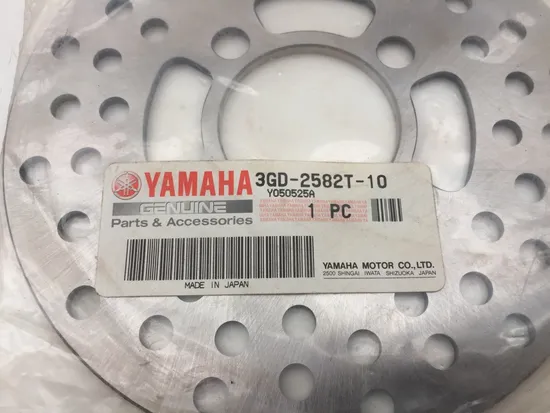 YAMAHA 3GD-2582T-10
Y050525A
GENUINE
Parts & Accessories
1 PC
YAMAHA MOTOR CO., LTD.
2500 SHINGAI, IWATA SHIZUOKA, JAPAN
MADE IN JAPAN